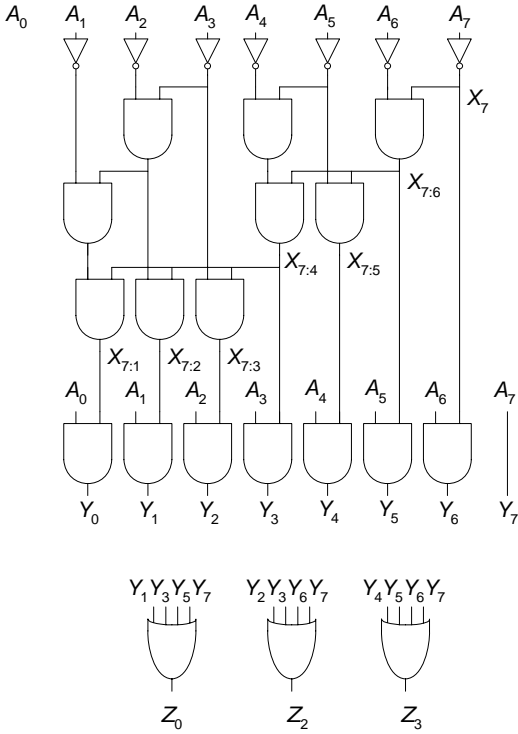 A0 A1 A2 A3 A4 A5 A6 A7
X7
X7:6
X7:4 X7:5
X7:1 X7:2 X7:3
A0 A1 A2 A3 A4 A5 A6 A7
Y0 Y1 Y2 Y3 Y4 Y5 Y6 Y7
Y1 Y3 Y5 Y7 Y2 Y3 Y6 Y7 Y4 Y5 Y6 Y7
Z0 Z2 Z3